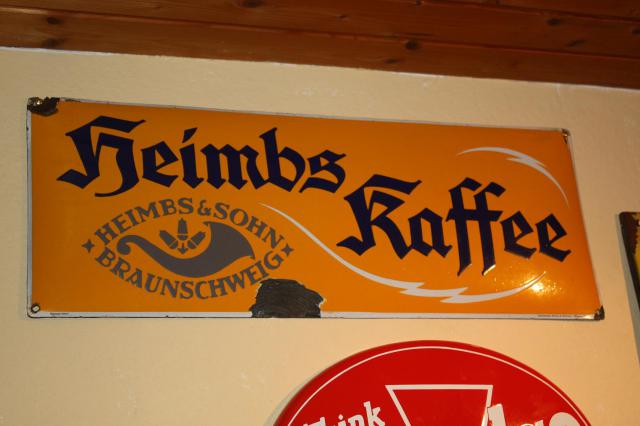 Heimbs
Kaffee
HEIMBS & SOHN
BRAUNSCHWEIG